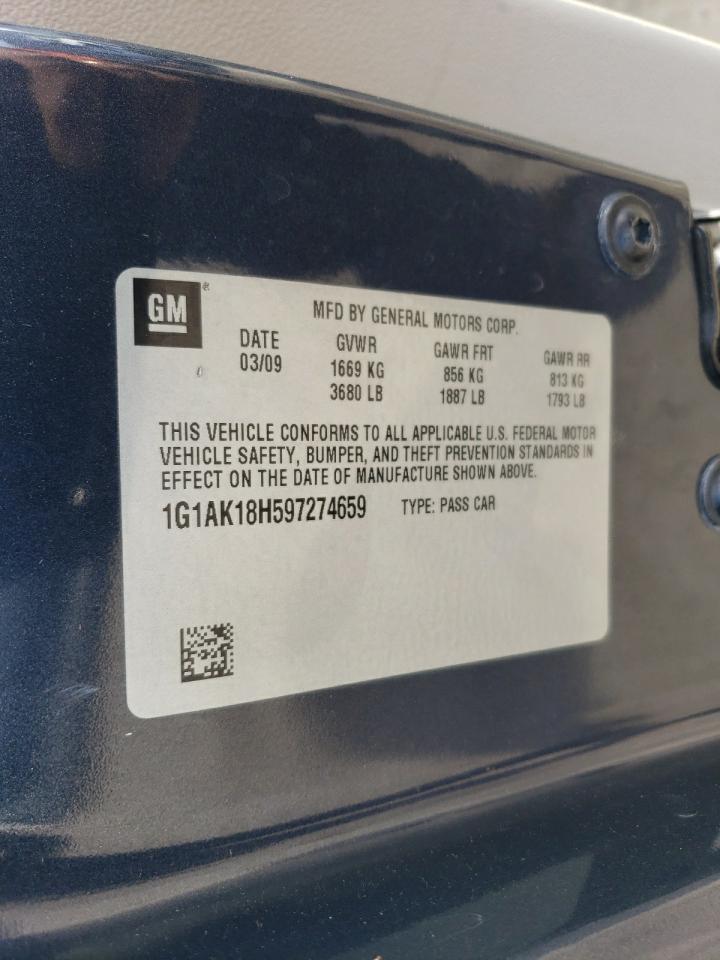 GM®
MFD BY GENERAL MOTORS CORP.
DATE GVWR GAWR FRT GAWR RR
03/09 1669 KG 856 KG 813 KG
3680 LB 1887 LB 1793 LB
THIS VEHICLE CONFORMS TO ALL APPLICABLE U.S. FEDERAL MOTOR
VEHICLE SAFETY, BUMPER, AND THEFT PREVENTION STANDARDS IN
EFFECT ON THE DATE OF MANUFACTURE SHOWN ABOVE.
1G1AK18H597274659 TYPE: PASS CAR